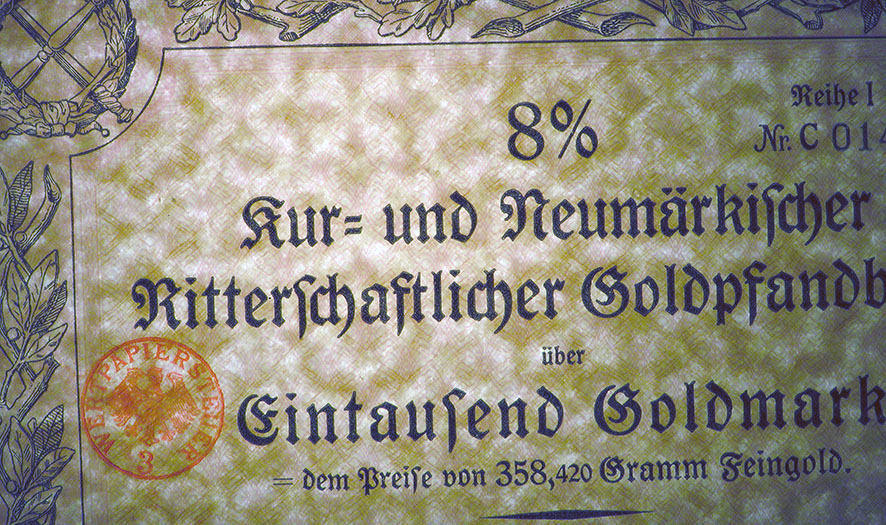 Reihe I
8%
Nr. C 014
Kur= und Neumärkiſcher
Ritterſchaftlicher Goldpfandb
über
Eintauſend Goldmark
= dem Preiſe von 358,420 Gramm Feingold.
WERTPAPIERSTEUER
3